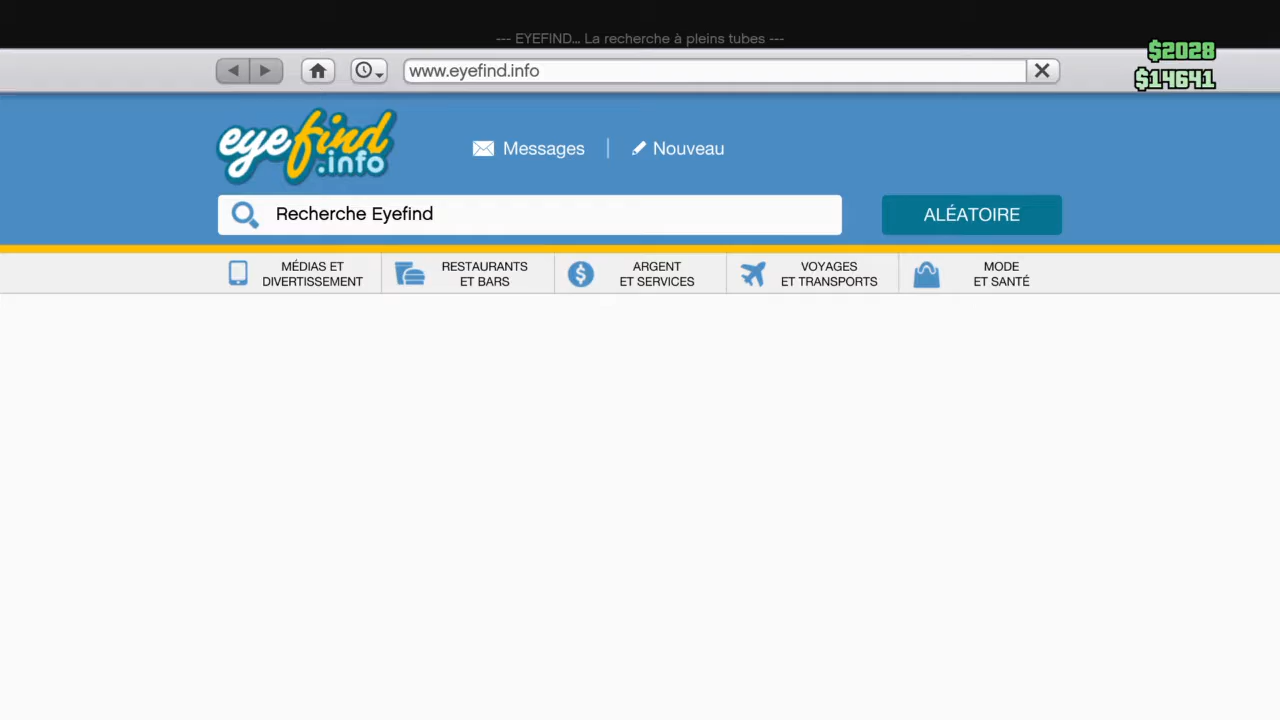 --- EYEFIND... La recherche à pleins tubes ---
www.eyefind.info
$2028
$14641
eyefind
.info
Messages
Nouveau
Recherche Eyefind
ALÉATOIRE
MÉDIAS ET
DIVERTISSEMENT
RESTAURANTS
ET BARS
ARGENT
ET SERVICES
VOYAGES
ET TRANSPORTS
MODE
ET SANTÉ